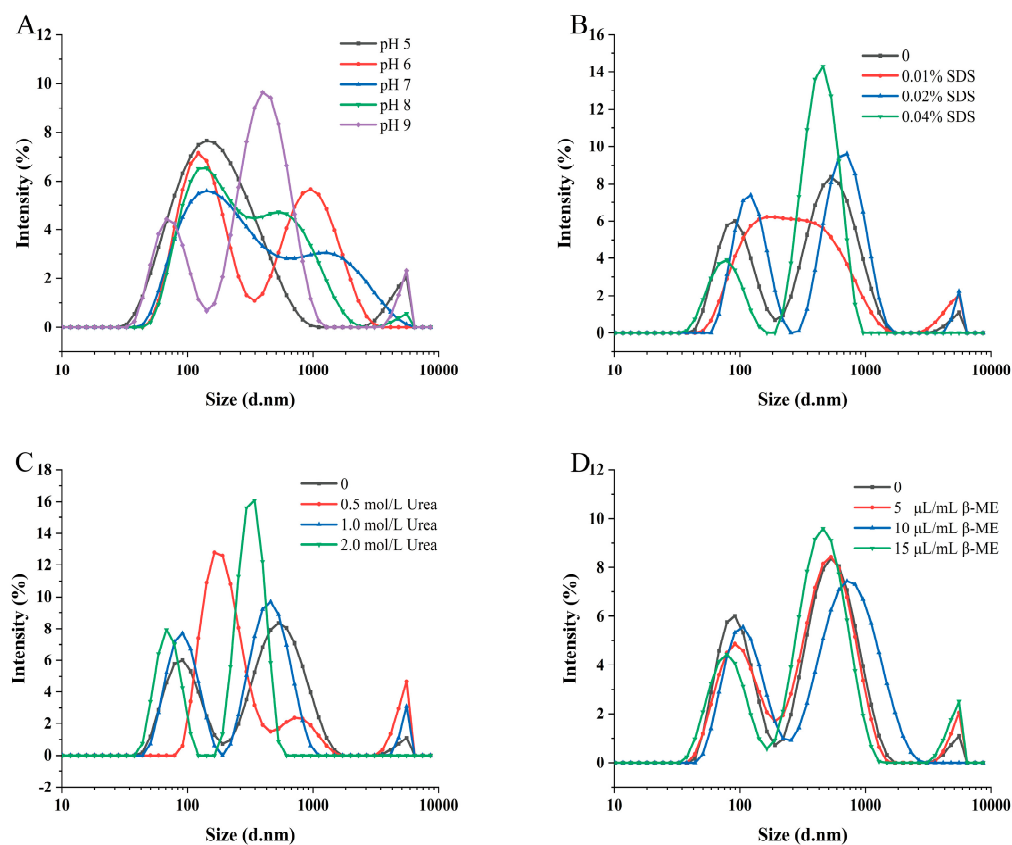 A
12
10
8
6
4
2
0
Intensity (%)
pH 5
pH 6
pH 7
pH 8
pH 9
10
100
1000
10000
Size (d.nm)
B
16
14
12
10
8
6
4
2
0
Intensity (%)
0
0.01% SDS
0.02% SDS
0.04% SDS
10
100
1000
10000
Size (d.nm)
C
18
16
14
12
10
8
6
4
2
0
-2
Intensity (%)
0
0.5 mol/L Urea
1.0 mol/L Urea
2.0 mol/L Urea
10
100
1000
10000
Size (d.nm)
D
12
10
8
6
4
2
0
Intensity (%)
0
5 μL/mL β-ME
10 μL/mL β-ME
15 μL/mL β-ME
10
100
1000
10000
Size (d.nm)